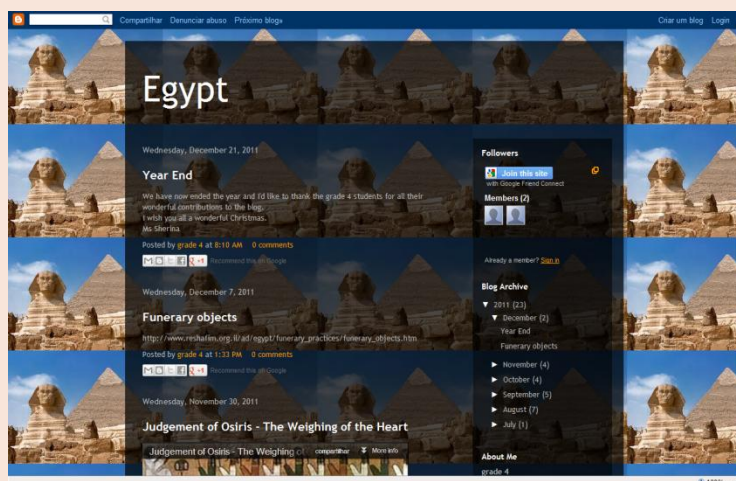 Compartilhar Denunciar abuso Próximo blog» Criar um blog Login
Egypt
Wednesday, December 21, 2011
Year End
We have now ended the year and I'd like to thank the grade 4 students for all their
wonderful contributions to the blog.
I wish you all a wonderful Christmas.
Ms Sherina
Posted by grade 4 at 8:10 AM 0 comments
Recommend this on Google
Wednesday, December 7, 2011
Funerary objects
http://www.reshafim.org.il/ad/egypt/funerary_practices/funerary_objects.htm
Posted by grade 4 at 1:33 PM 0 comments
Recommend this on Google
Wednesday, November 30, 2011
Judgement of Osiris - The Weighing of the Heart
Judgement of Osiris - The Weighing of compartilhar More info
Followers
Join this site
with Google Friend Connect
Members (2)
Already a member? Sign in
Blog Archive
▼ 2011 (23)
▼ December (2)
Year End
Funerary objects
► November (4)
► October (4)
► September (5)
► August (7)
► July (1)
About Me
grade 4